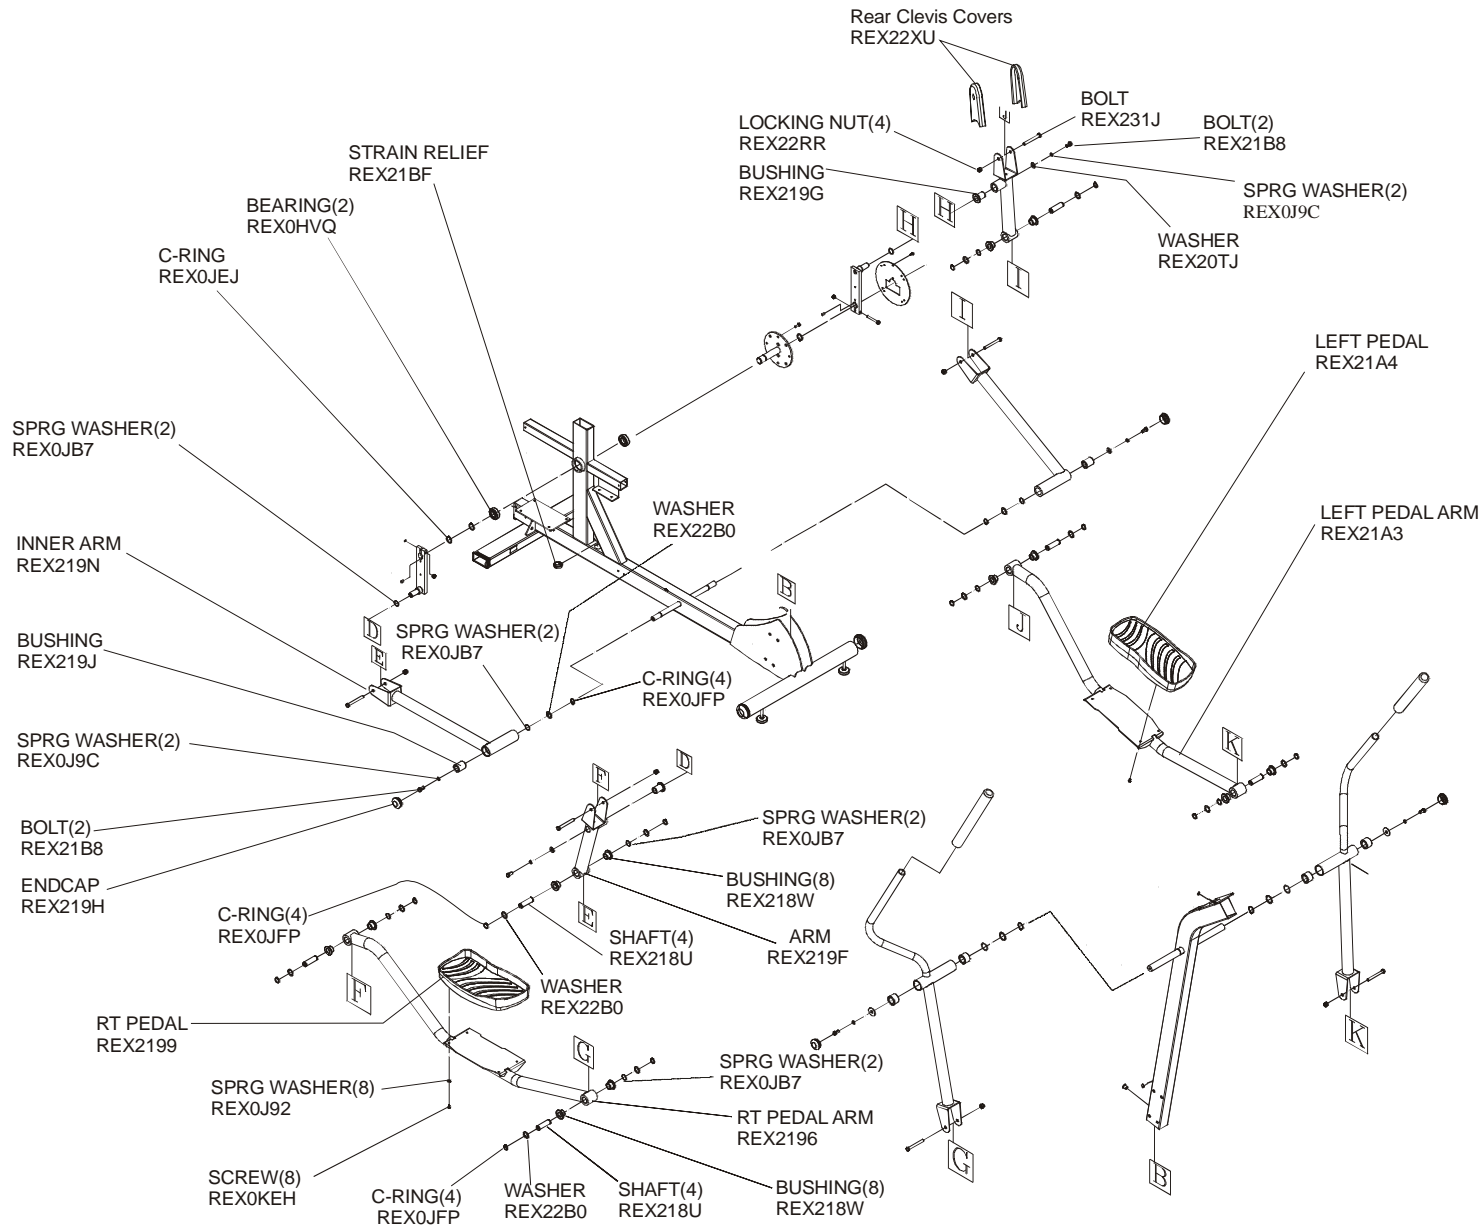 Rear Clevis Covers
REX22XU
BOLT
REX231J
LOCKING NUT(4)
REX22RR
BOLT(2)
REX21B8
STRAIN RELIEF
REX21BF
BUSHING
REX219G
SPRG WASHER(2)
REX0J9C
BEARING(2)
REX0HVQ
WASHER
REX20TJ
C-RING
REX0JEJ
J
H
H
I
I
LEFT PEDAL
REX21A4
SPRG WASHER(2)
REX0JB7
WASHER
REX22B0
LEFT PEDAL ARM
REX21A3
INNER ARM
REX219N
B
D
E
J
SPRG WASHER(2)
REX0JB7
BUSHING
REX219J
C-RING(4)
REX0JFP
SPRG WASHER(2)
REX0J9C
K
F
D
BOLT(2)
REX21B8
SPRG WASHER(2)
REX0JB7
ENDCAP
REX219H
BUSHING(8)
REX218W
C-RING(4)
REX0JFP
E
SHAFT(4)
REX218U
ARM
REX219F
F
WASHER
REX22B0
RT PEDAL
REX2199
K
G
SPRG WASHER(2)
REX0JB7
SPRG WASHER(8)
REX0J92
RT PEDAL ARM
REX2196
G
B
SCREW(8)
REX0KEH
C-RING(4)
REX0JFP
WASHER
REX22B0
SHAFT(4)
REX218U
BUSHING(8)
REX218W